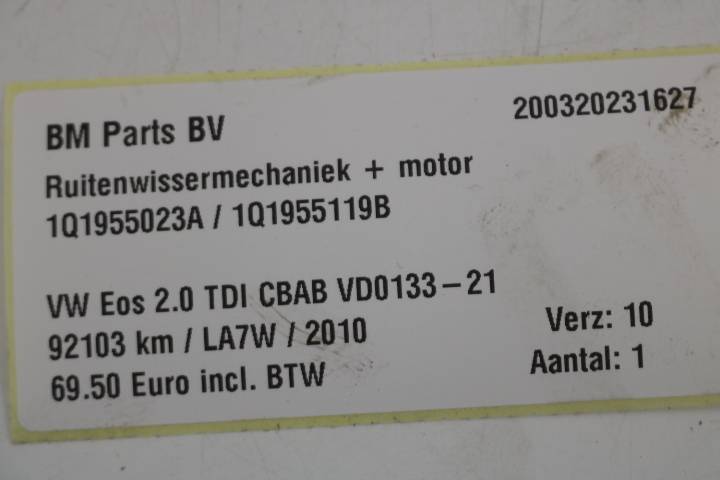 BM Parts BV
200320231627
Ruitenwissermechaniek + motor
1Q1955023A / 1Q1955119B
VW Eos 2.0 TDI CBAB VD0133-21
92103 km / LA7W / 2010
Verz: 10
69.50 Euro incl. BTW
Aantal: 1